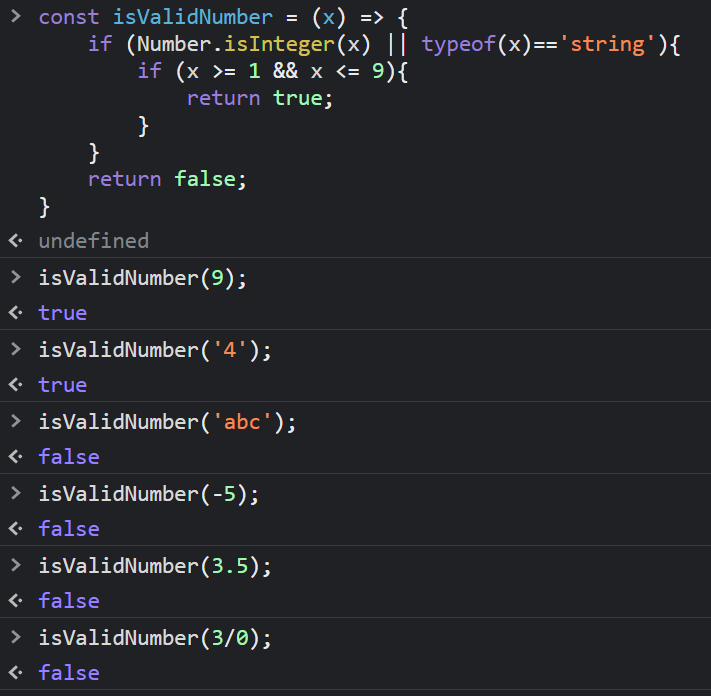 > const isValidNumber = (x) => {
if (Number.isInteger(x) || typeof(x)=='string'){
if (x >= 1 && x <= 9){
return true;
}
}
return false;
}
undefined
> isValidNumber(9);
true
> isValidNumber('4');
true
> isValidNumber('abc');
false
> isValidNumber(-5);
false
> isValidNumber(3.5);
false
> isValidNumber(3/0);
false